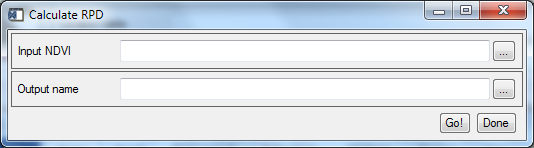 Calculate RPD
Input NDVI ...
Output name ...
Go! Done